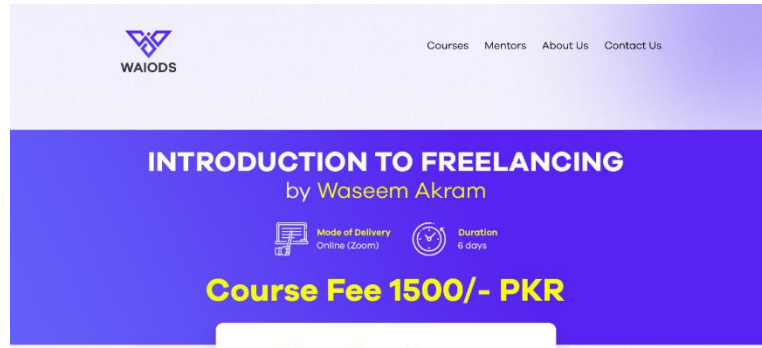 WAIODS
Courses Mentors About Us Contact Us
INTRODUCTION TO FREELANCING
by Waseem Akram
Mode of Delivery
Online (Zoom)
Duration
6 days
Course Fee 1500/- PKR